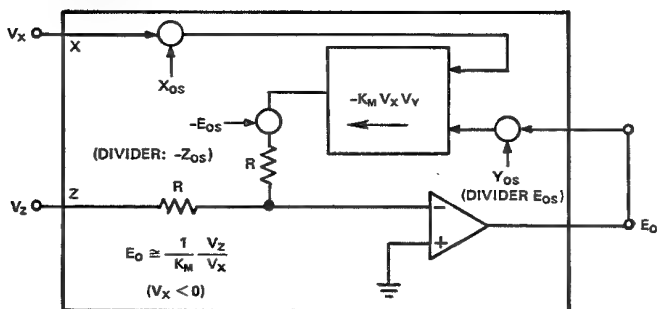 Vx X
XOS
-KM VX VY
-EOS
(DIVIDER: -ZOS)
R
YOS
(DIVIDER EOS)
VZ Z
R
−
+
EO
EO ≅ 1/KM VZ/VX
(VX < 0)